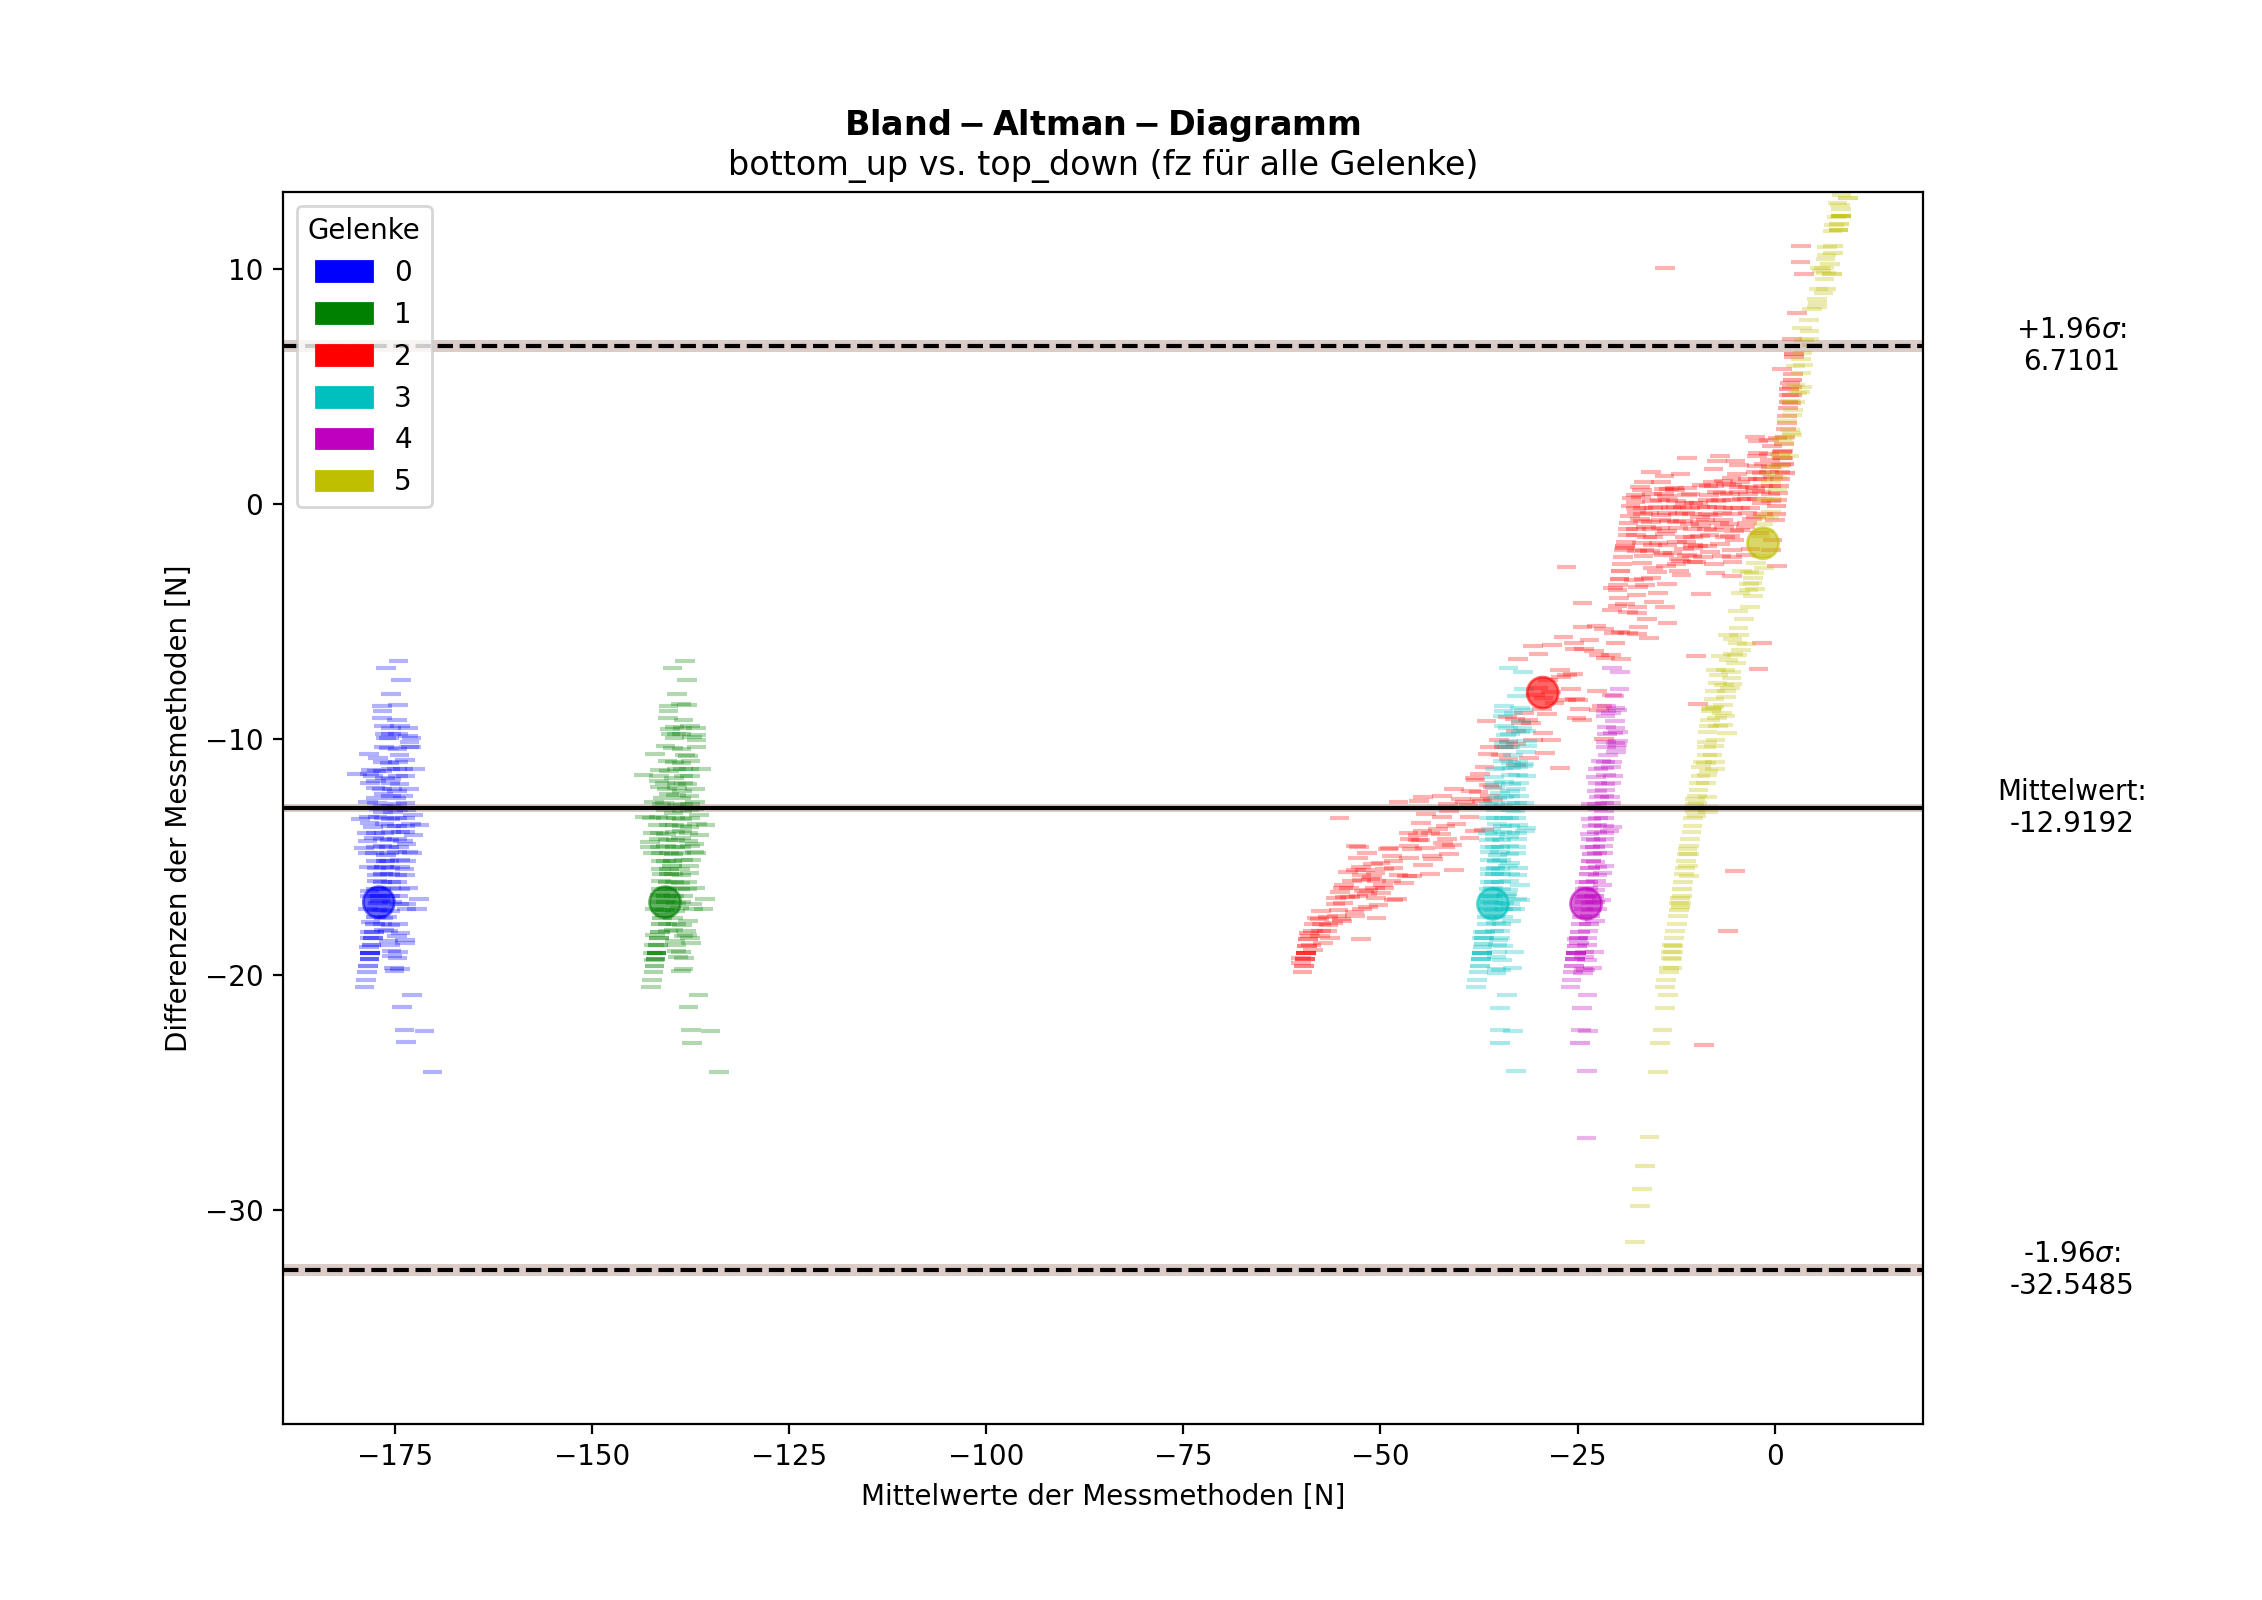 Bland−Altman−Diagramm
bottom_up vs. top_down (fz für alle Gelenke)
Gelenke
0
1
2
3
4
5
10
0
−10
−20
−30
Differenzen der Messmethoden [N]
−175
−150
−125
−100
−75
−50
−25
0
Mittelwerte der Messmethoden [N]
+1.96σ:
6.7101
Mittelwert:
-12.9192
-1.96σ:
-32.5485